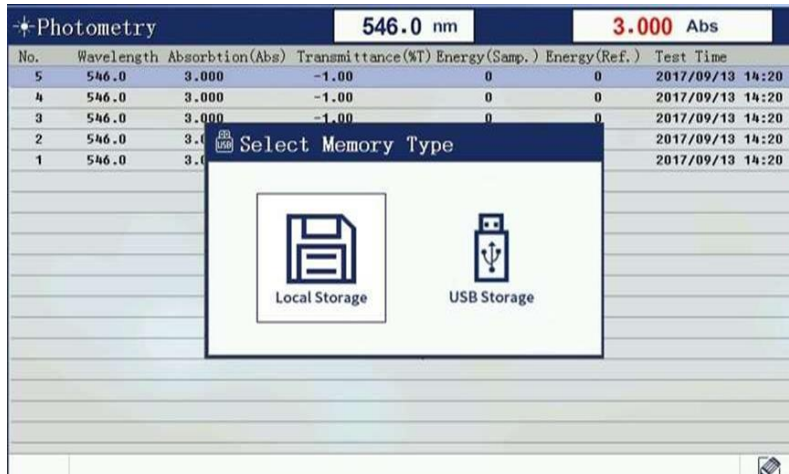 Photometry 546.0 nm 3.000 Abs
No. Wavelength Absorbtion(Abs) Transmittance(%T) Energy(Samp.) Energy(Ref.) Test Time
5 546.0 3.000 -1.00 0 0 2017/09/13 14:20
4 546.0 3.000 -1.00 0 0 2017/09/13 14:20
3 546.0 3.000 -1.00 0 0 2017/09/13 14:20
2 546.0 2017/09/13 14:20
1 546.0 2017/09/13 14:20
USB Select Memory Type
Local Storage USB Storage